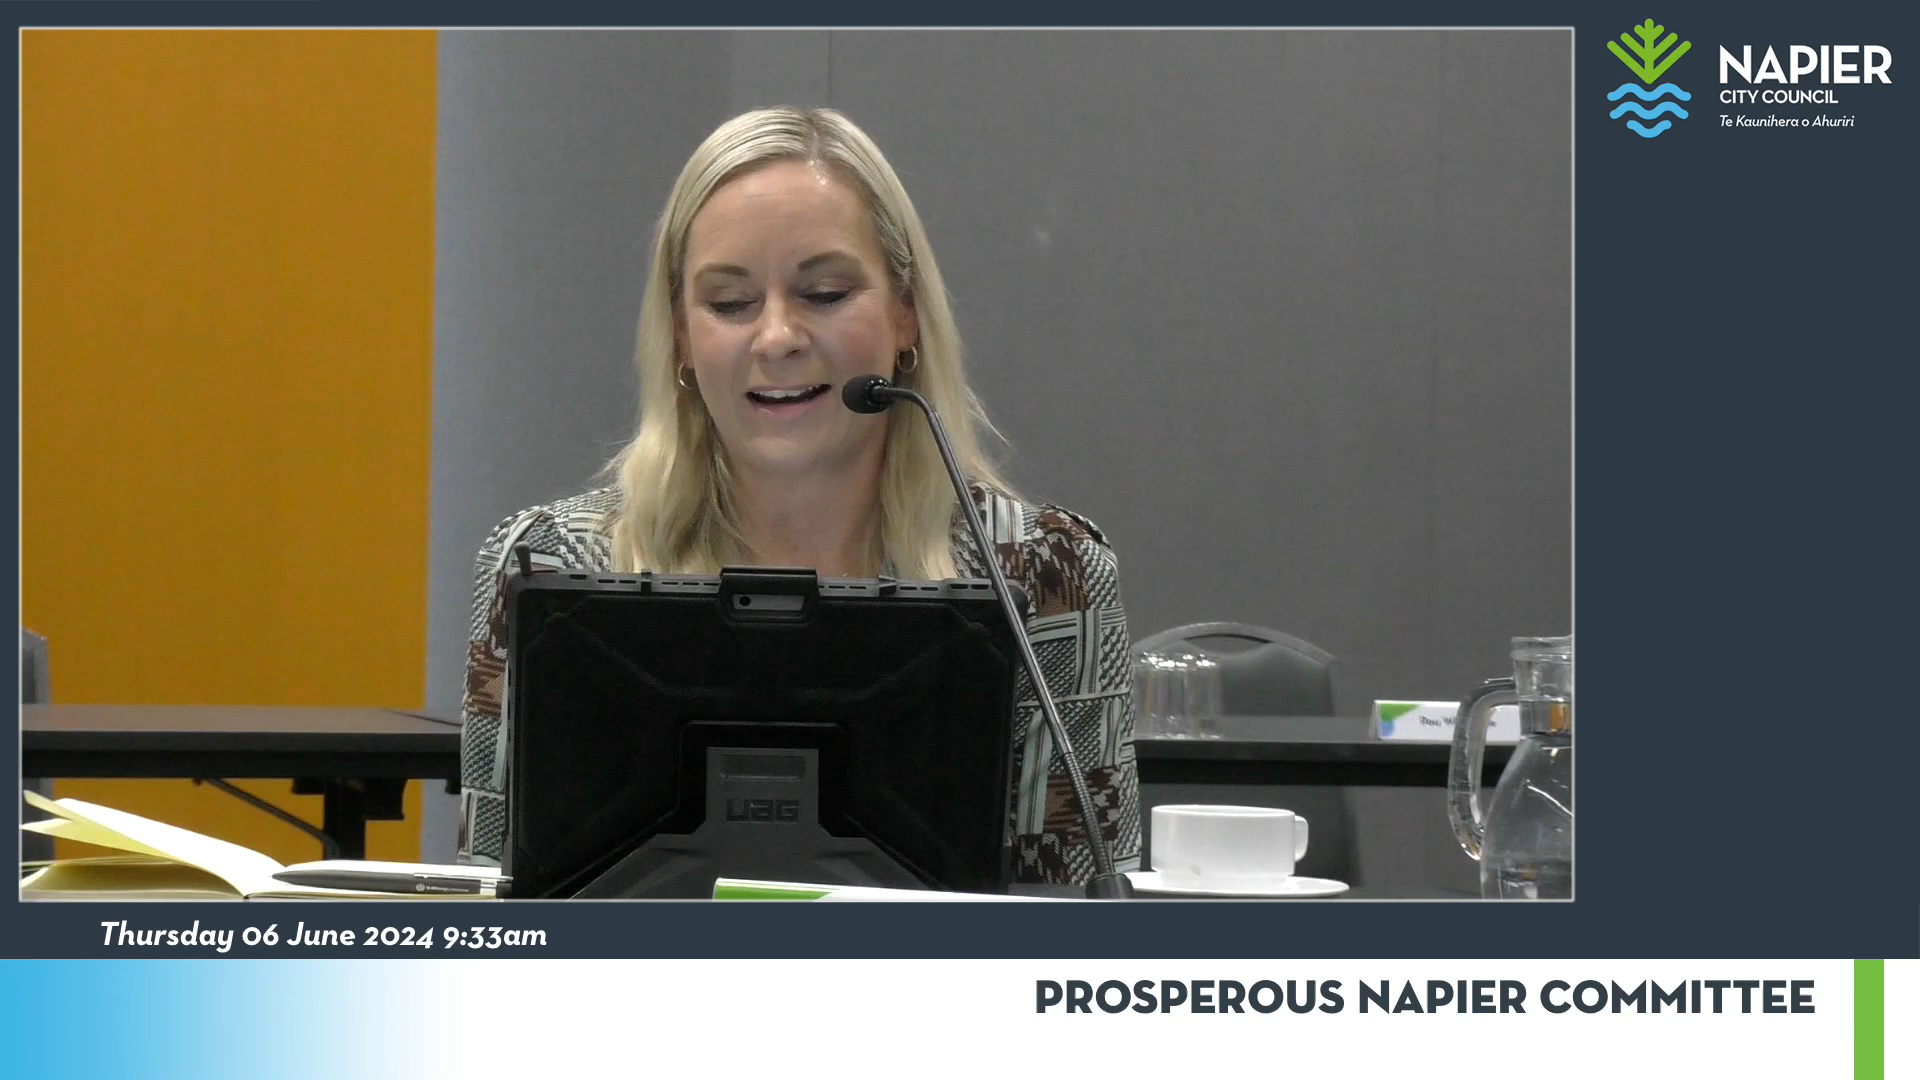 NAPIER
CITY COUNCIL
Te Kaunihera o Ahuriri
UAG
Thursday 06 June 2024 9:33am
PROSPEROUS NAPIER COMMITTEE